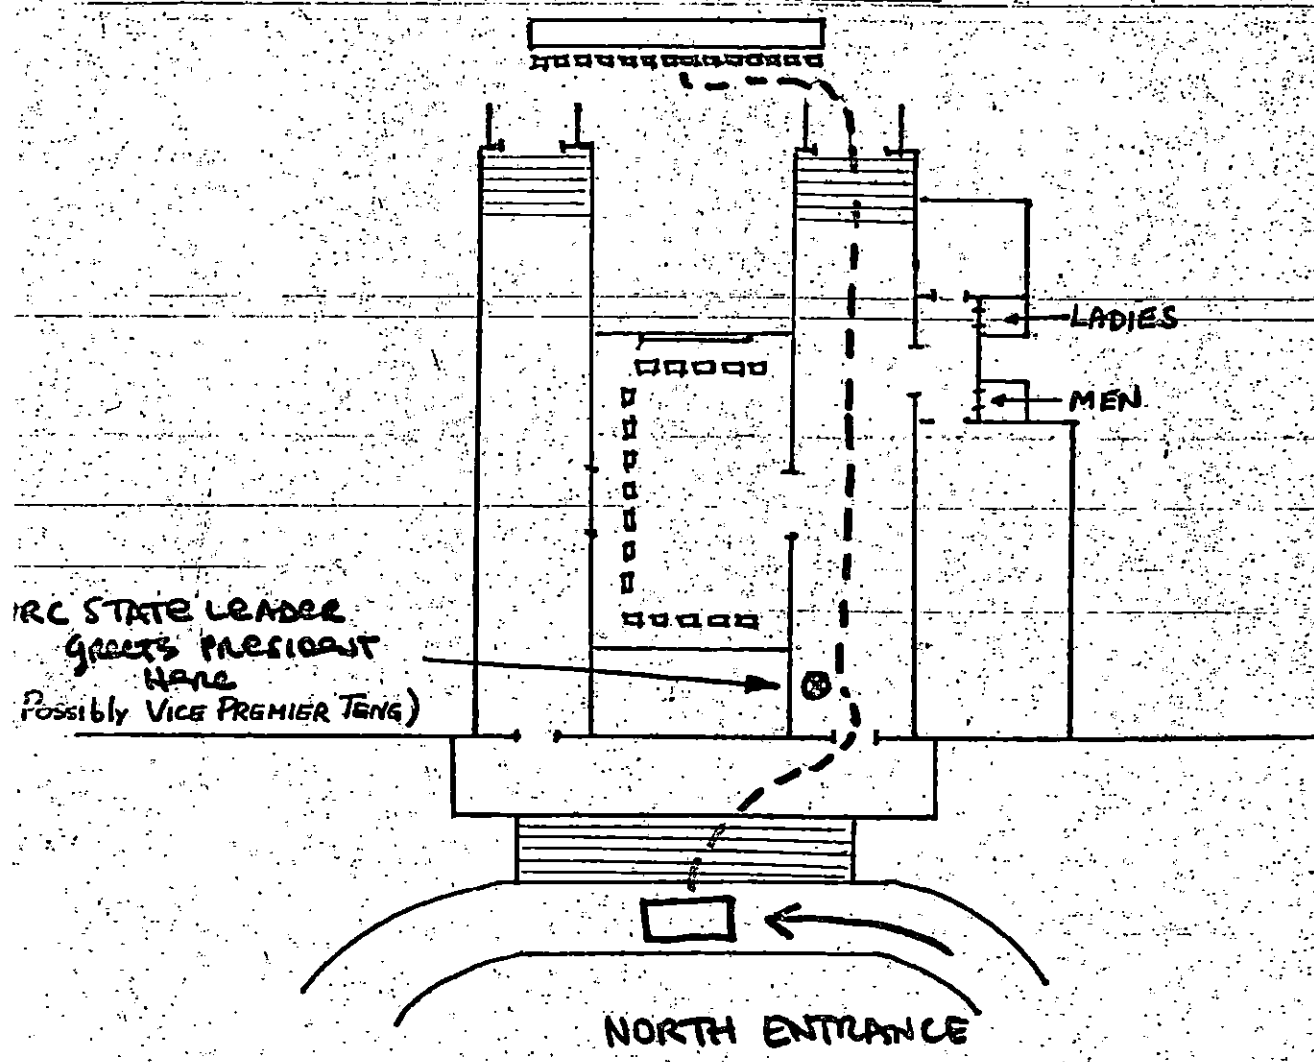 LADIES
MEN
RC STATE LEADER
GREETS PRESIDENT
HERE
Possibly VICE PREMIER TENG)
NORTH ENTRANCE